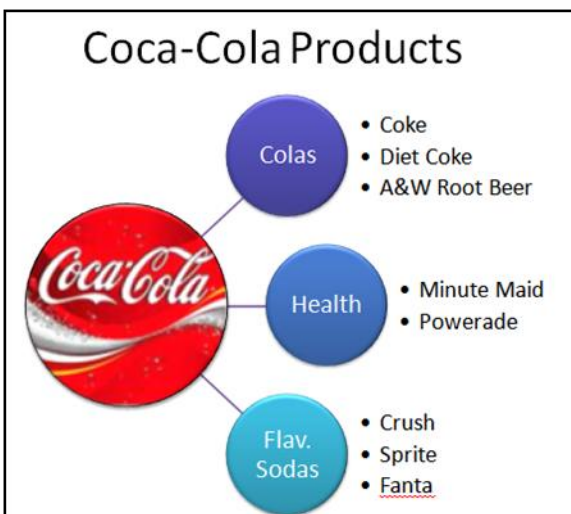 Coca-Cola Products
Colas
• Coke
• Diet Coke
• A&W Root Beer
Coca-Cola
Health
• Minute Maid
• Powerade
Flav.
Sodas
• Crush
• Sprite
• Fanta